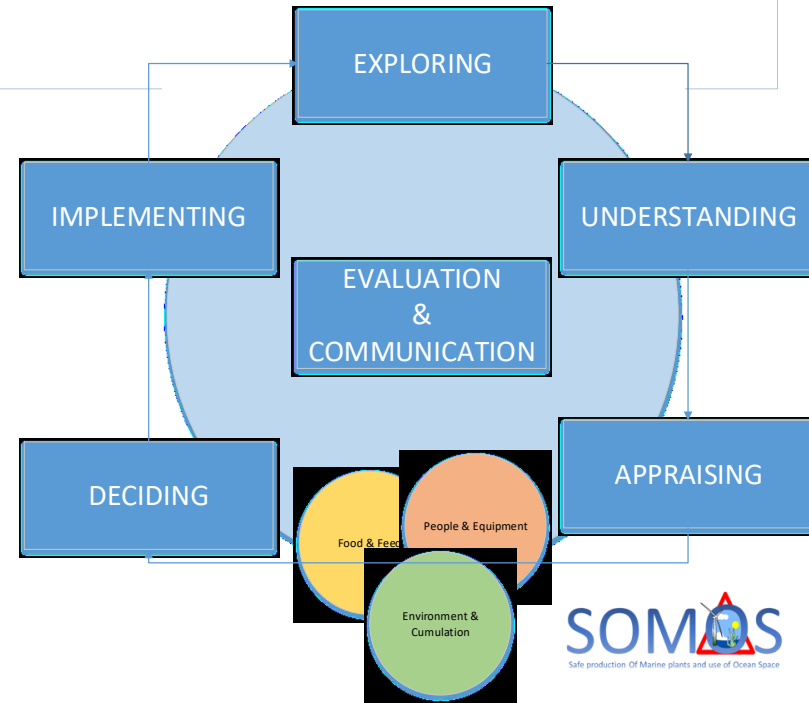 EXPLORING
IMPLEMENTING
UNDERSTANDING
EVALUATION
&
COMMUNICATION
DECIDING
APPRAISING
Food & Feed
People & Equipment
Environment &
Cumulation
SOMOS
Safe production Of Marine plants and use of Ocean Space